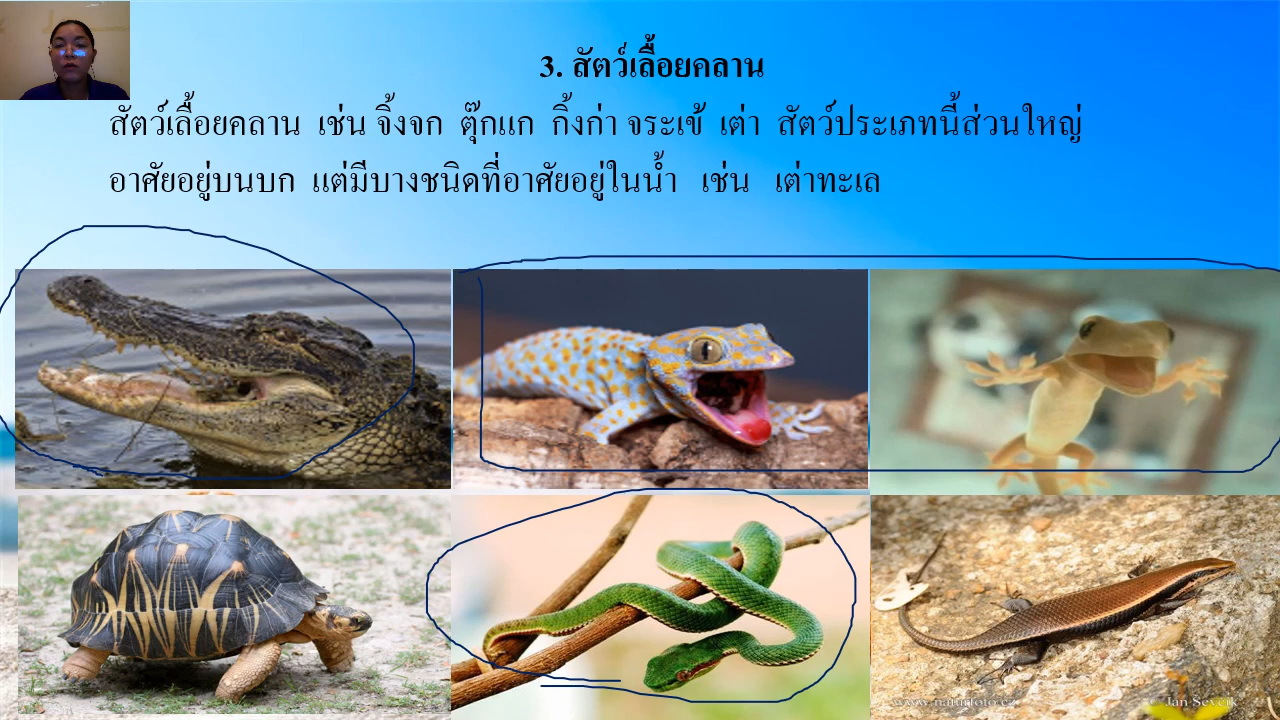 3. สัตว์เลื้อยคลาน
สัตว์เลื้อยคลาน เช่น จิ้งจก ตุ๊กแก กิ้งก่า จระเข้ เต่า สัตว์ประเภทนี้ส่วนใหญ่
อาศัยอยู่บนบก แต่มีบางชนิดที่อาศัยอยู่ในน้ำ เช่น เต่าทะเล
www.naturfoto.cz © Jan Ševčík